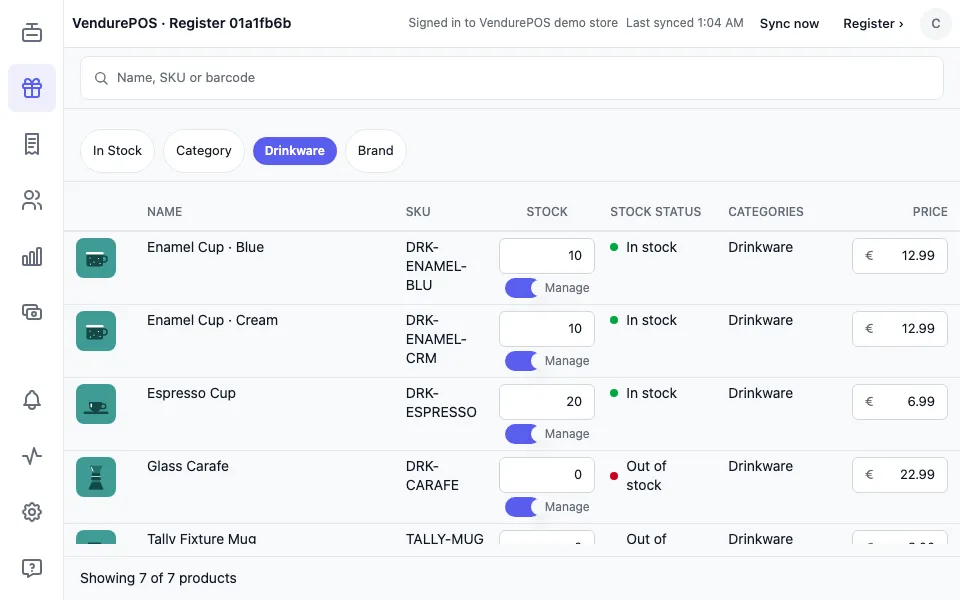 VendurePOS · Register 01a1fb6b
Signed in to VendurePOS demo store Last synced 1:04 AM Sync now Register › C
Name, SKU or barcode
In Stock Category Drinkware Brand
NAME SKU STOCK STOCK STATUS CATEGORIES PRICE
Enamel Cup · Blue DRK-ENAMEL-BLU 10 Manage In stock Drinkware € 12.99
Enamel Cup · Cream DRK-ENAMEL-CRM 10 Manage In stock Drinkware € 12.99
Espresso Cup DRK-ESPRESSO 20 Manage In stock Drinkware € 6.99
Glass Carafe DRK-CARAFE 0 Manage Out of stock Drinkware € 22.99
Tally Fixture Mug TALLY-MUG Out of Drinkware
Showing 7 of 7 products